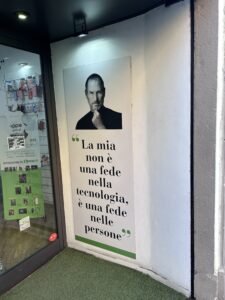 “ La mia
non è
una fede
nella
tecnologia,
è una fede
nelle
persone ”